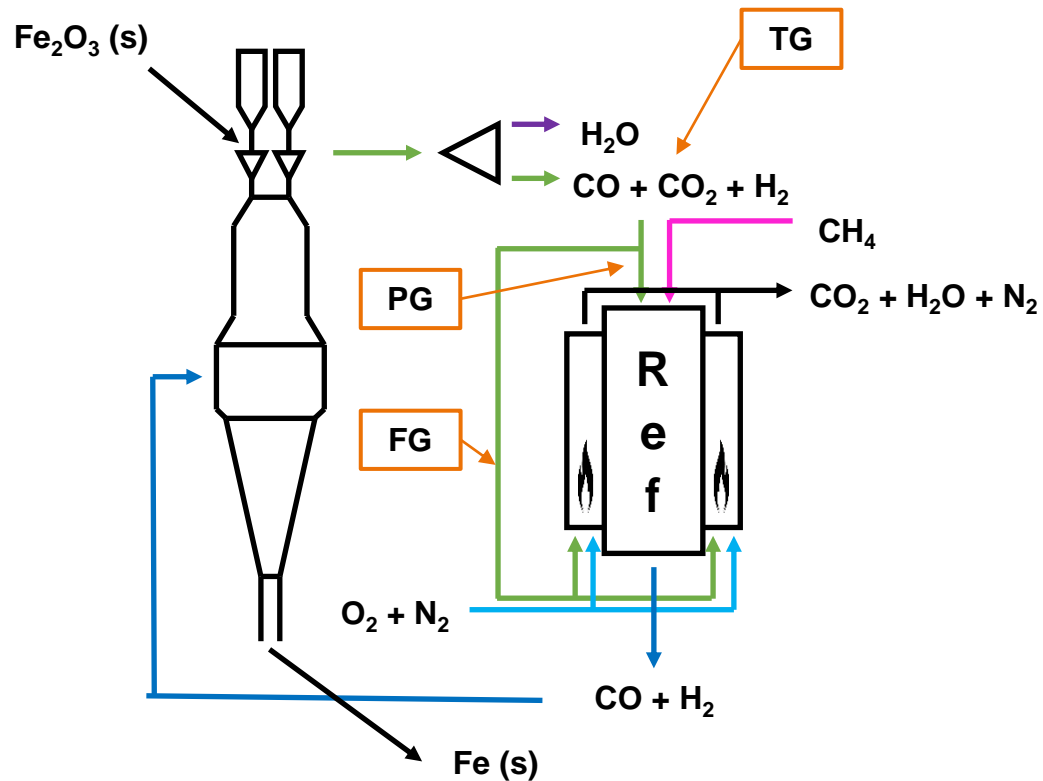 Fe₂O₃ (s)
TG
H₂O
CO + CO₂ + H₂
CH₄
PG
CO₂ + H₂O + N₂
R
e
f
FG
O₂ + N₂
CO + H₂
Fe (s)